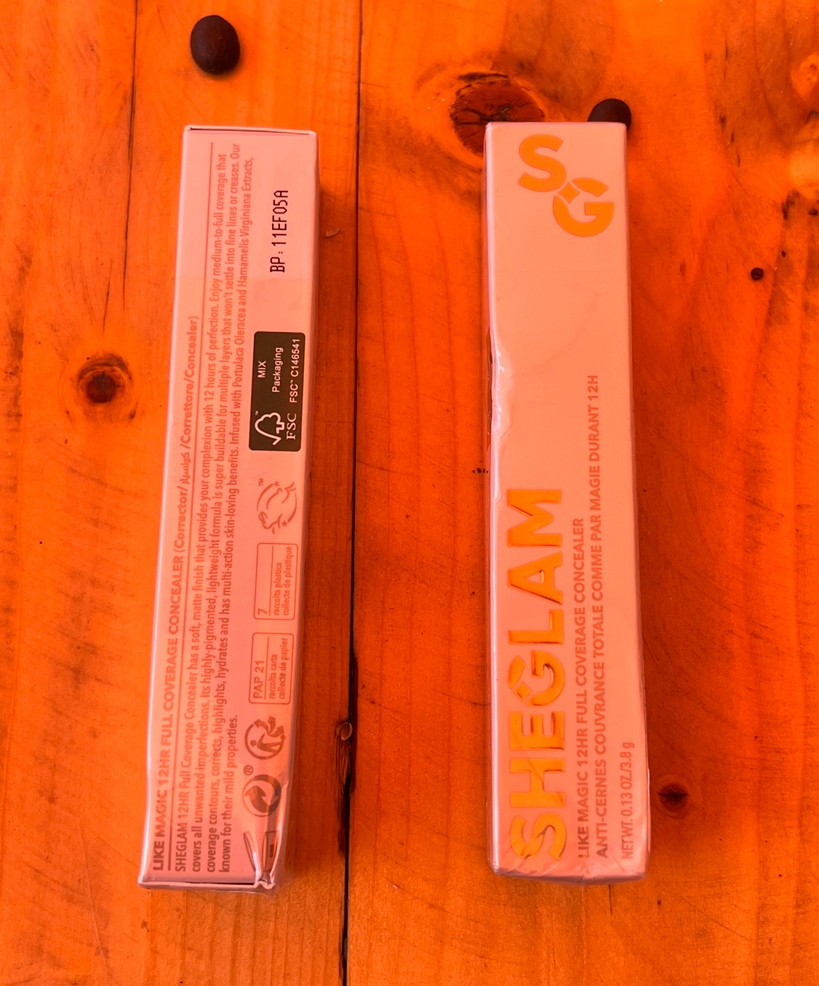 LIKE MAGIC 12HR FULL COVERAGE CONCEALER (Corrector/ /Correttore/Concealer)
SHEGLAM 12HR Full Coverage Concealer has a soft, matte finish that provides your complexion with 12 hours of perfection. Enjoy medium-to-full coverage that
covers all unwanted imperfections. Its highly-pigmented, lightweight formula is super buildable for multiple layers that won't settle into fine lines or creases. Our
coverage contours, corrects, highlights, hydrates and has multi-action skin-loving benefits. Infused with Portulaca Oleracea and Hamamelis Virginiana Extracts,
known for their mild properties.
PAP 21
raccolta carta
collecte de papier
7
raccolta plastica
collecte de plastique
FSC
MIX
Packaging
FSC™ C146541
BP: 11EF05A
SG
SHEGLAM
LIKE MAGIC 12HR FULL COVERAGE CONCEALER
ANTI-CERNES COUVRANCE TOTALE COMME PAR MAGIE DURANT 12H
NETWT. 0.13 OZ/3.8 g